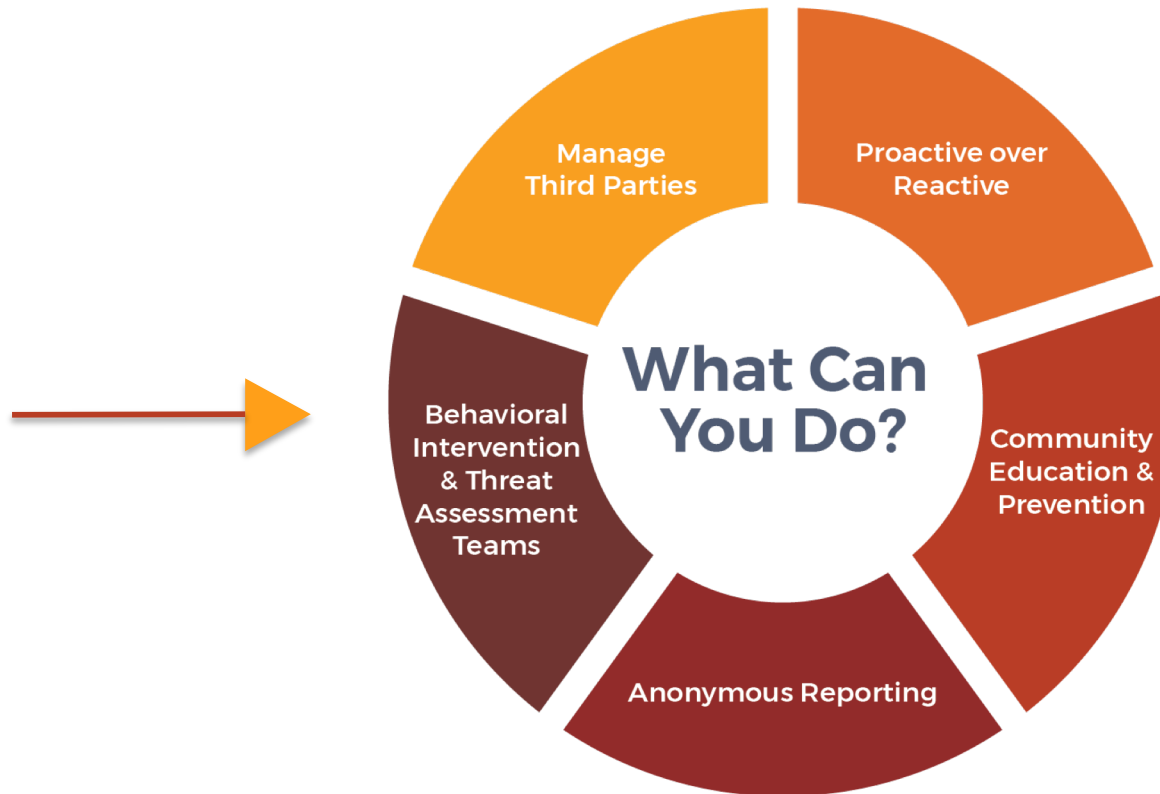 Manage
Third Parties
Proactive over
Reactive
What Can
You Do?
Behavioral
Intervention
& Threat
Assessment
Teams
Community
Education &
Prevention
Anonymous Reporting